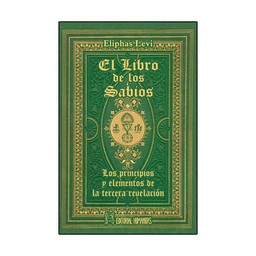 Eliphas Levi
El Libro
de los
Sabios
Los principios
y elementos de
la tercera revelación
EDITORIAL HUMANITAS